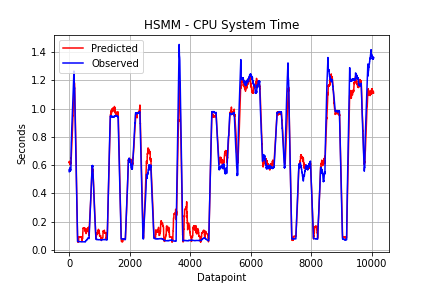 HSMM - CPU System Time
Predicted
Observed
Seconds
1.4
1.2
1.0
0.8
0.6
0.4
0.2
0.0
0 2000 4000 6000 8000 10000
Datapoint